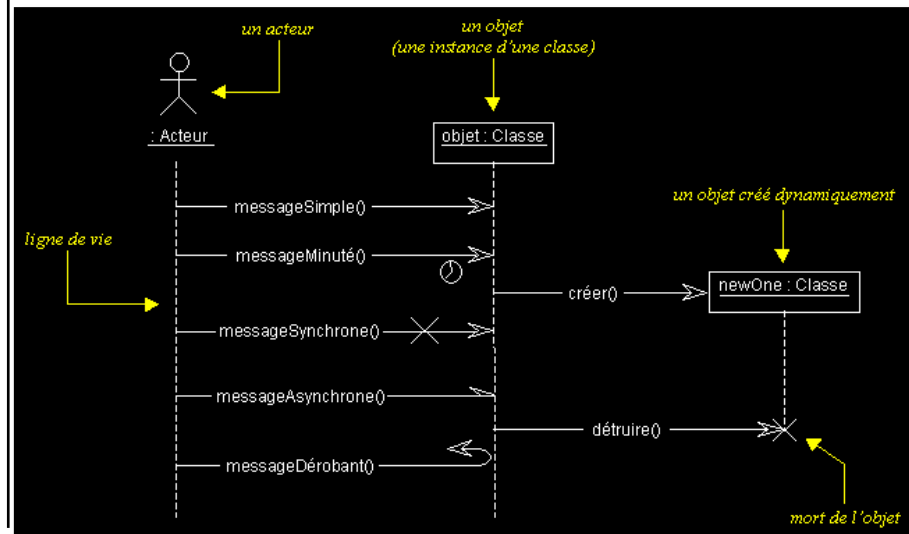 un acteur
un objet
(une instance d'une classe)
: Acteur
objet : Classe
messageSimple()
un objet créé dynamiquement
ligne de vie
messageMinuté()
créer()
newOne : Classe
messageSynchrone()
messageAsynchrone()
détruire()
messageDérobant()
mort de l'objet